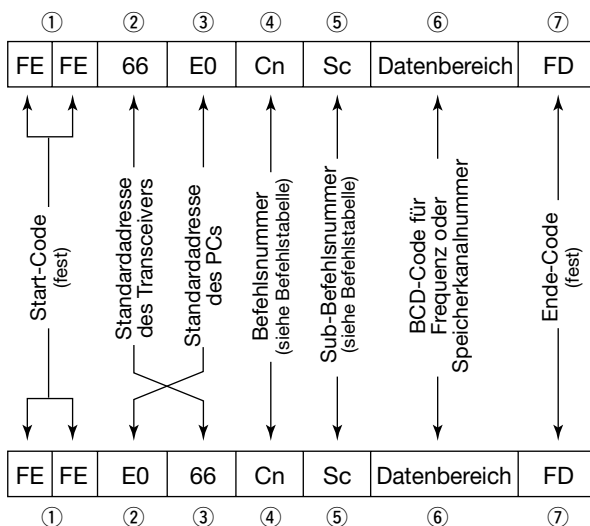 ① ② ③ ④ ⑤ ⑥ ⑦
FE FE 66 E0 Cn Sc Datenbereich FD
Start-Code
(fest)
Standardadresse
des Transceivers
Standardadresse
des PCs
Befehlsnummer
(siehe Befehlstabelle)
Sub-Befehlsnummer
(siehe Befehlstabelle)
BCD-Code für
Frequenz oder
Speicherkanalnummer
Ende-Code
(fest)
FE FE E0 66 Cn Sc Datenbereich FD
① ② ③ ④ ⑤ ⑥ ⑦